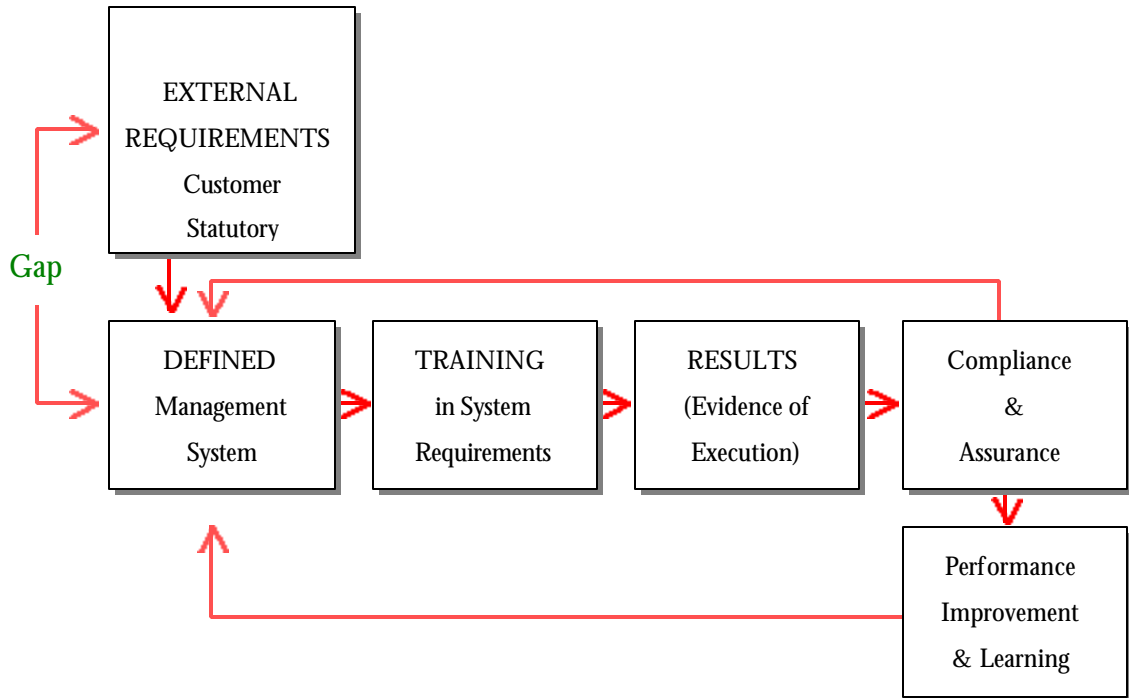 EXTERNAL
REQUIREMENTS
Customer
Statutory
Gap
DEFINED
Management
System
TRAINING
in System
Requirements
RESULTS
(Evidence of
Execution)
Compliance
&
Assurance
Performance
Improvement
& Learning